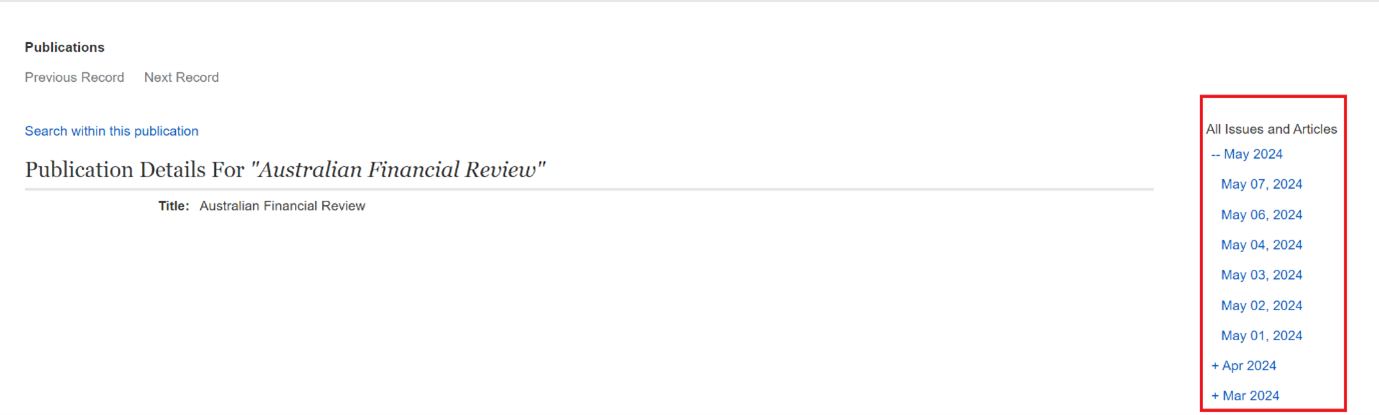 Publications
Previous Record Next Record
Search within this publication
Publication Details For "Australian Financial Review"
Title: Australian Financial Review
All Issues and Articles
-- May 2024
May 07, 2024
May 06, 2024
May 04, 2024
May 03, 2024
May 02, 2024
May 01, 2024
+ Apr 2024
+ Mar 2024